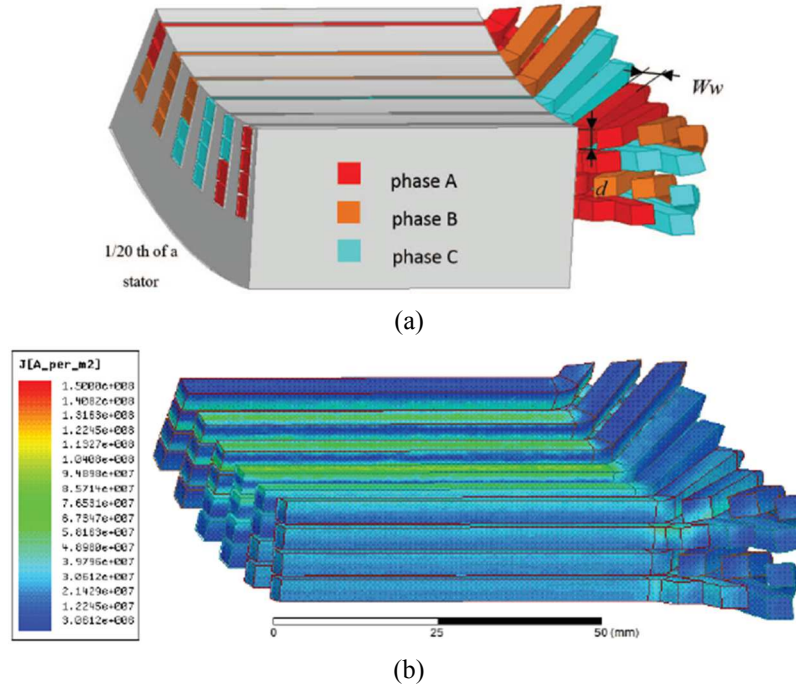 Ww
d
phase A
phase B
phase C
1/20 th of a
stator
(a)
J[A_per_m2]
1.5000e+008
1.4082e+008
1.3163e+008
1.2245e+008
1.1327e+008
1.0408e+008
9.4898e+007
8.5714e+007
7.6531e+007
6.7347e+007
5.8163e+007
4.8980e+007
3.9796e+007
3.0612e+007
2.1429e+007
1.2245e+007
3.0612e+006
0
25
50 (mm)
(b)